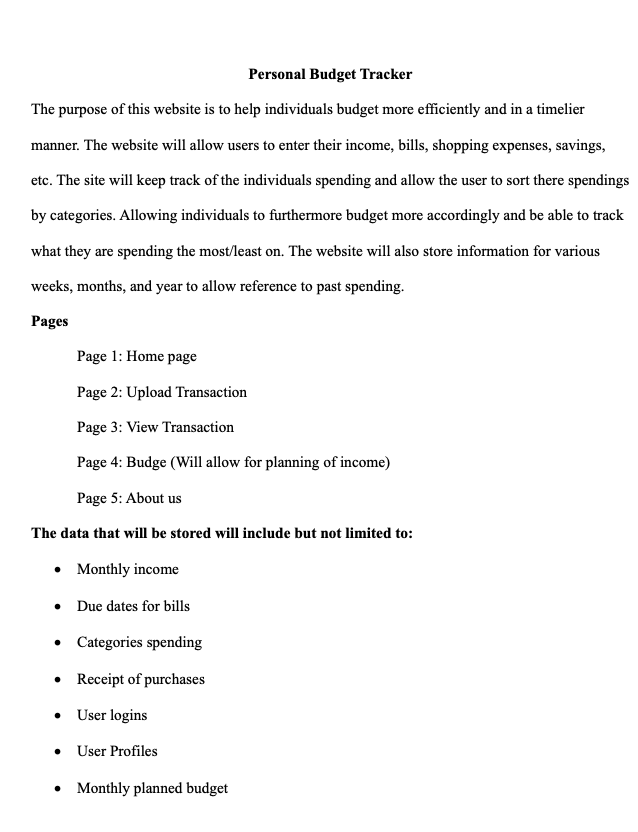 Personal Budget Tracker
The purpose of this website is to help individuals budget more efficiently and in a timelier
manner. The website will allow users to enter their income, bills, shopping expenses, savings,
etc. The site will keep track of the individuals spending and allow the user to sort there spendings
by categories. Allowing individuals to furthermore budget more accordingly and be able to track
what they are spending the most/least on. The website will also store information for various
weeks, months, and year to allow reference to past spending.
Pages
Page 1: Home page
Page 2: Upload Transaction
Page 3: View Transaction
Page 4: Budge (Will allow for planning of income)
Page 5: About us
The data that will be stored will include but not limited to:
• Monthly income
• Due dates for bills
• Categories spending
• Receipt of purchases
• User logins
• User Profiles
• Monthly planned budget